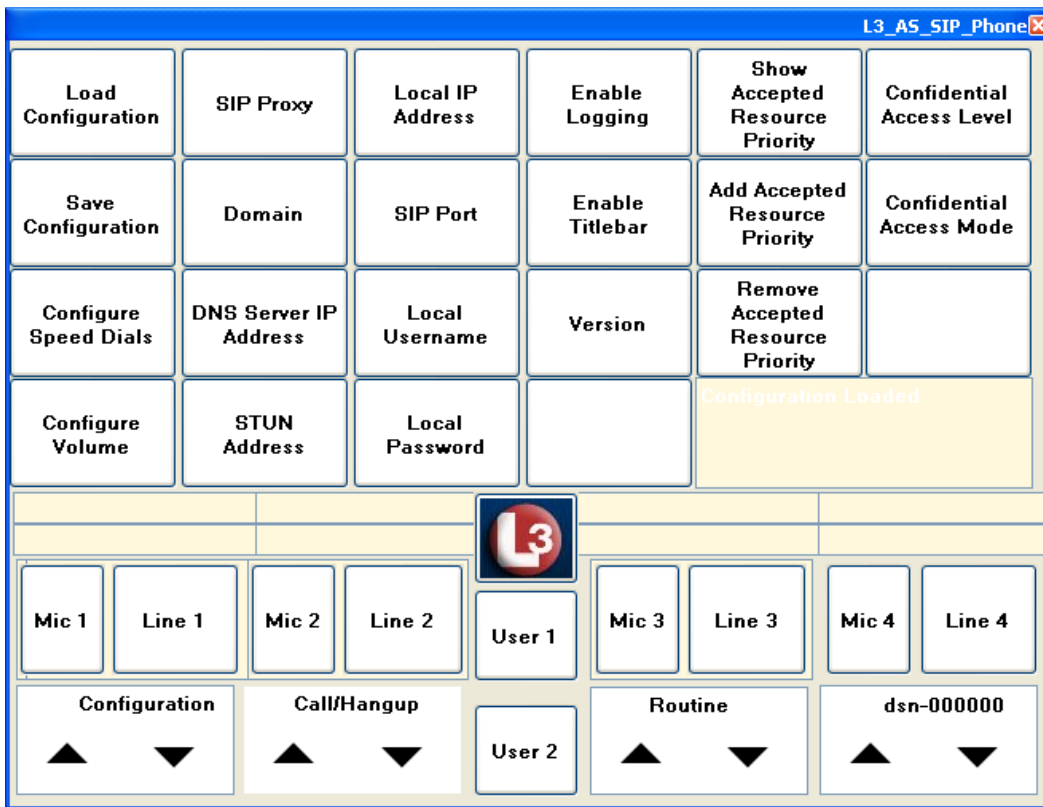 L3_AS_SIP_Phone
Load
Configuration
SIP Proxy
Local IP
Address
Enable
Logging
Show
Accepted
Resource
Priority
Confidential
Access Level
Save
Configuration
Domain
SIP Port
Enable
Titlebar
Add Accepted
Resource
Priority
Confidential
Access Mode
Configure
Speed Dials
DNS Server IP
Address
Local
Username
Version
Remove
Accepted
Resource
Priority
Configure
Volume
STUN
Address
Local
Password
Configuration Loaded
L3
Mic 1
Line 1
Mic 2
Line 2
User 1
Mic 3
Line 3
Mic 4
Line 4
Configuration
Call/Hangup
User 2
Routine
dsn-000000